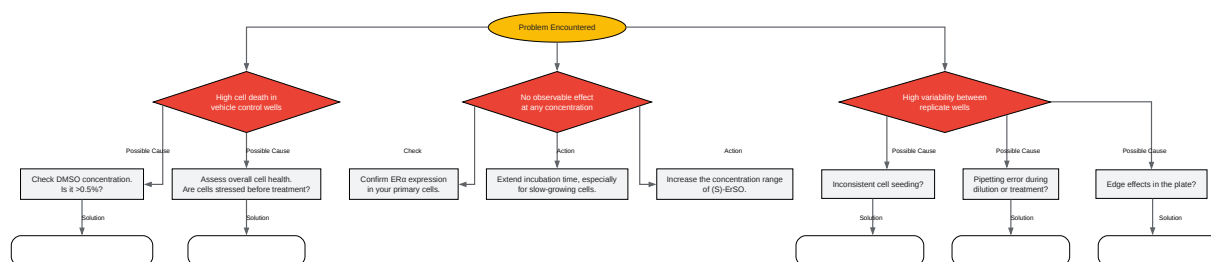 Problem Encountered
High cell death in
vehicle control wells
No observable effect
at any concentration
High variability between
replicate wells
Possible Cause
Possible Cause
Check
Action
Action
Possible Cause
Possible Cause
Possible Cause
Check DMSO concentration.
Is it >0.5%?
Assess overall cell health.
Are cells stressed before treatment?
Confirm ERα expression
in your primary cells.
Extend incubation time, especially
for slow-growing cells.
Increase the concentration range
of (S)-ErSO.
Inconsistent cell seeding?
Pipetting error during
dilution or treatment?
Edge effects in the plate?
Solution
Solution
Solution
Solution
Solution